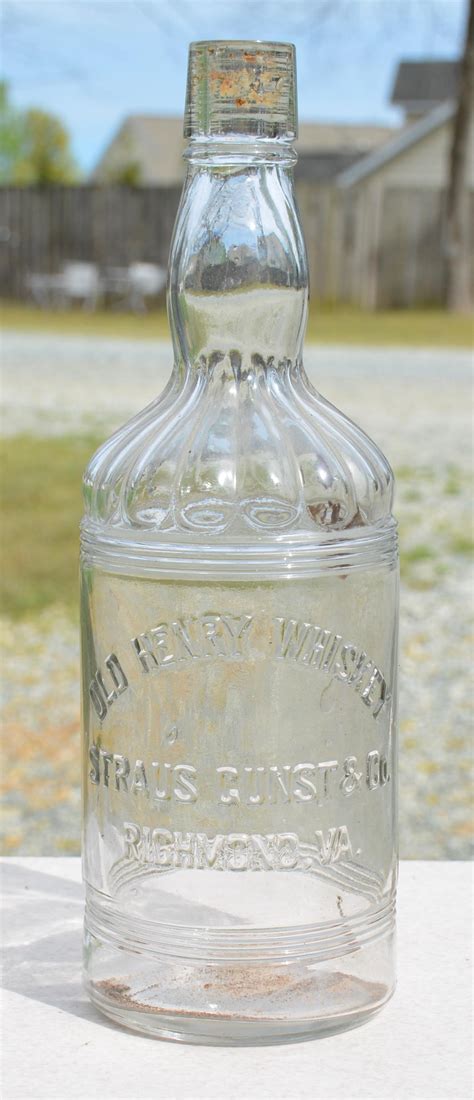 OLD HENRY WHISKEY
STRAUS GUNST & CO.
RICHMOND, VA.